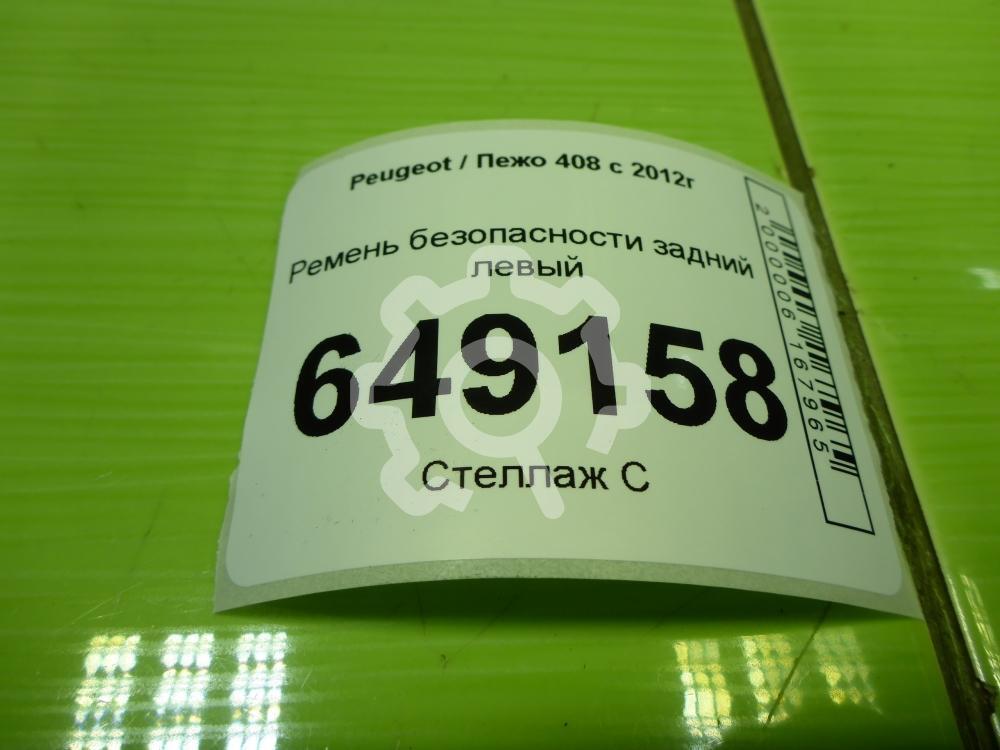 Peugeot / Пежо 408 с 2012г
Ремень безопасности задний
левый
649158
Стеллаж С
2000006167965